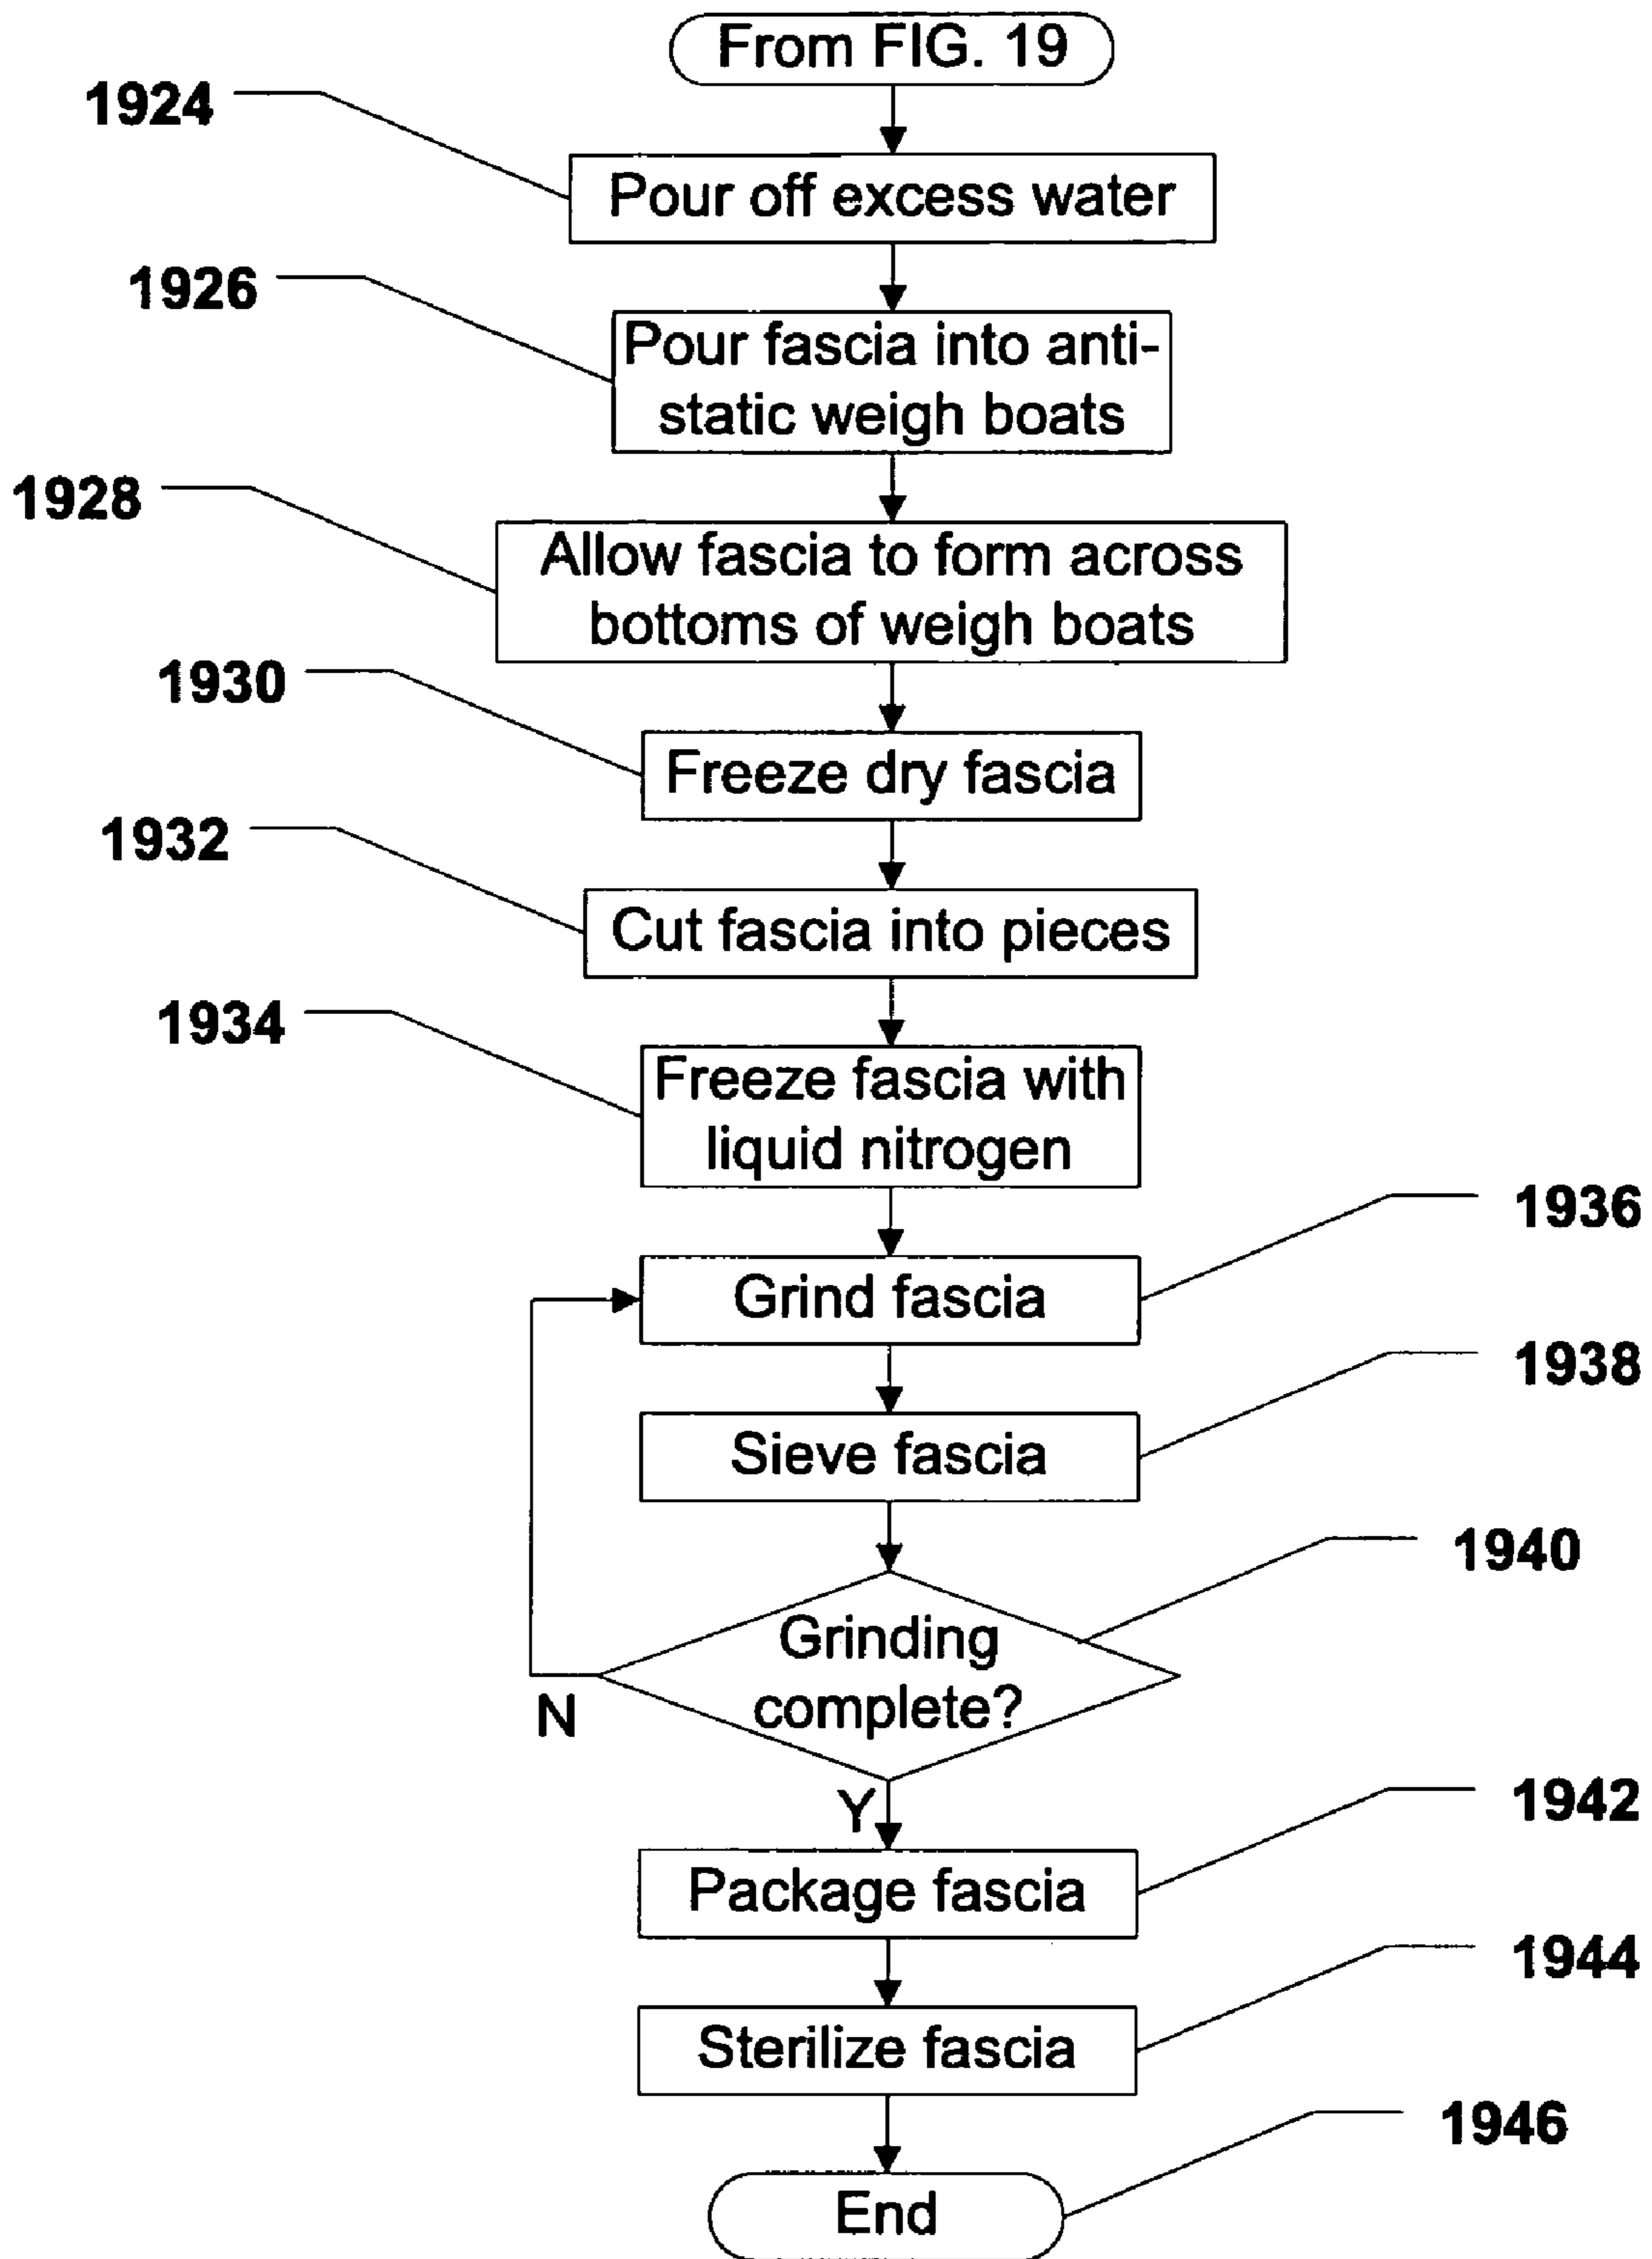 From FIG. 19
1924
Pour off excess water
1926
Pour fascia into anti-
static weigh boats
1928
Allow fascia to form across
bottoms of weigh boats
1930
Freeze dry fascia
1932
Cut fascia into pieces
1934
Freeze fascia with
liquid nitrogen
1936
Grind fascia
1938
Sieve fascia
1940
Grinding
complete?
N
Y
1942
Package fascia
1944
Sterilize fascia
1946
End